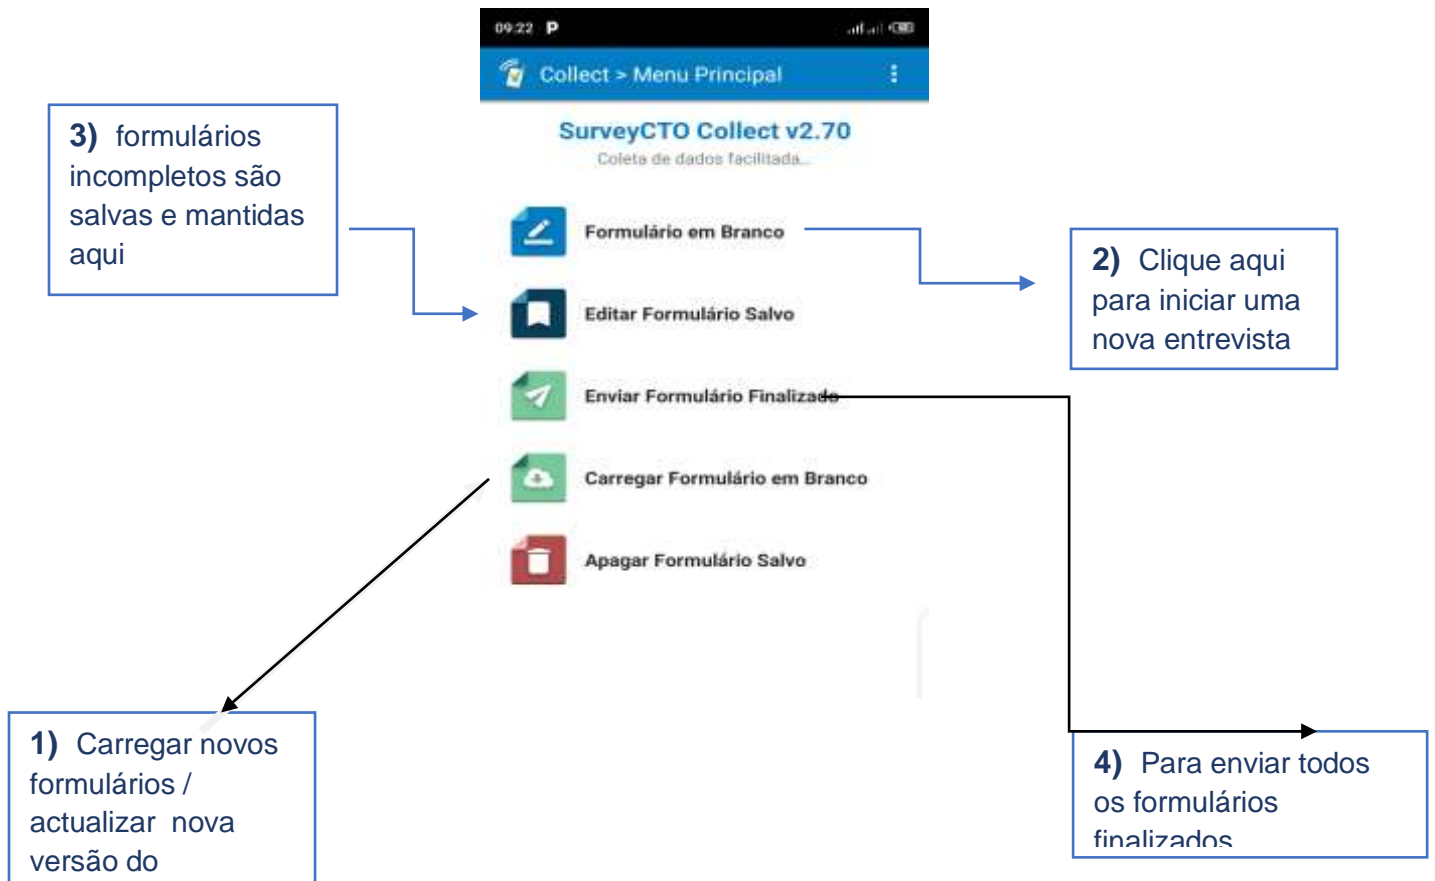 09:22 P
Collect > Menu Principal
SurveyCTO Collect v2.70
Coleta de dados facilitada...
3) formulários
incompletos são
salvas e mantidas
aqui
Formulário em Branco
2) Clique aqui
para iniciar uma
nova entrevista
Editar Formulário Salvo
Enviar Formulário Finalizado
Carregar Formulário em Branco
Apagar Formulário Salvo
1) Carregar novos
formulários /
actualizar nova
versão do
4) Para enviar todos
os formulários
finalizados